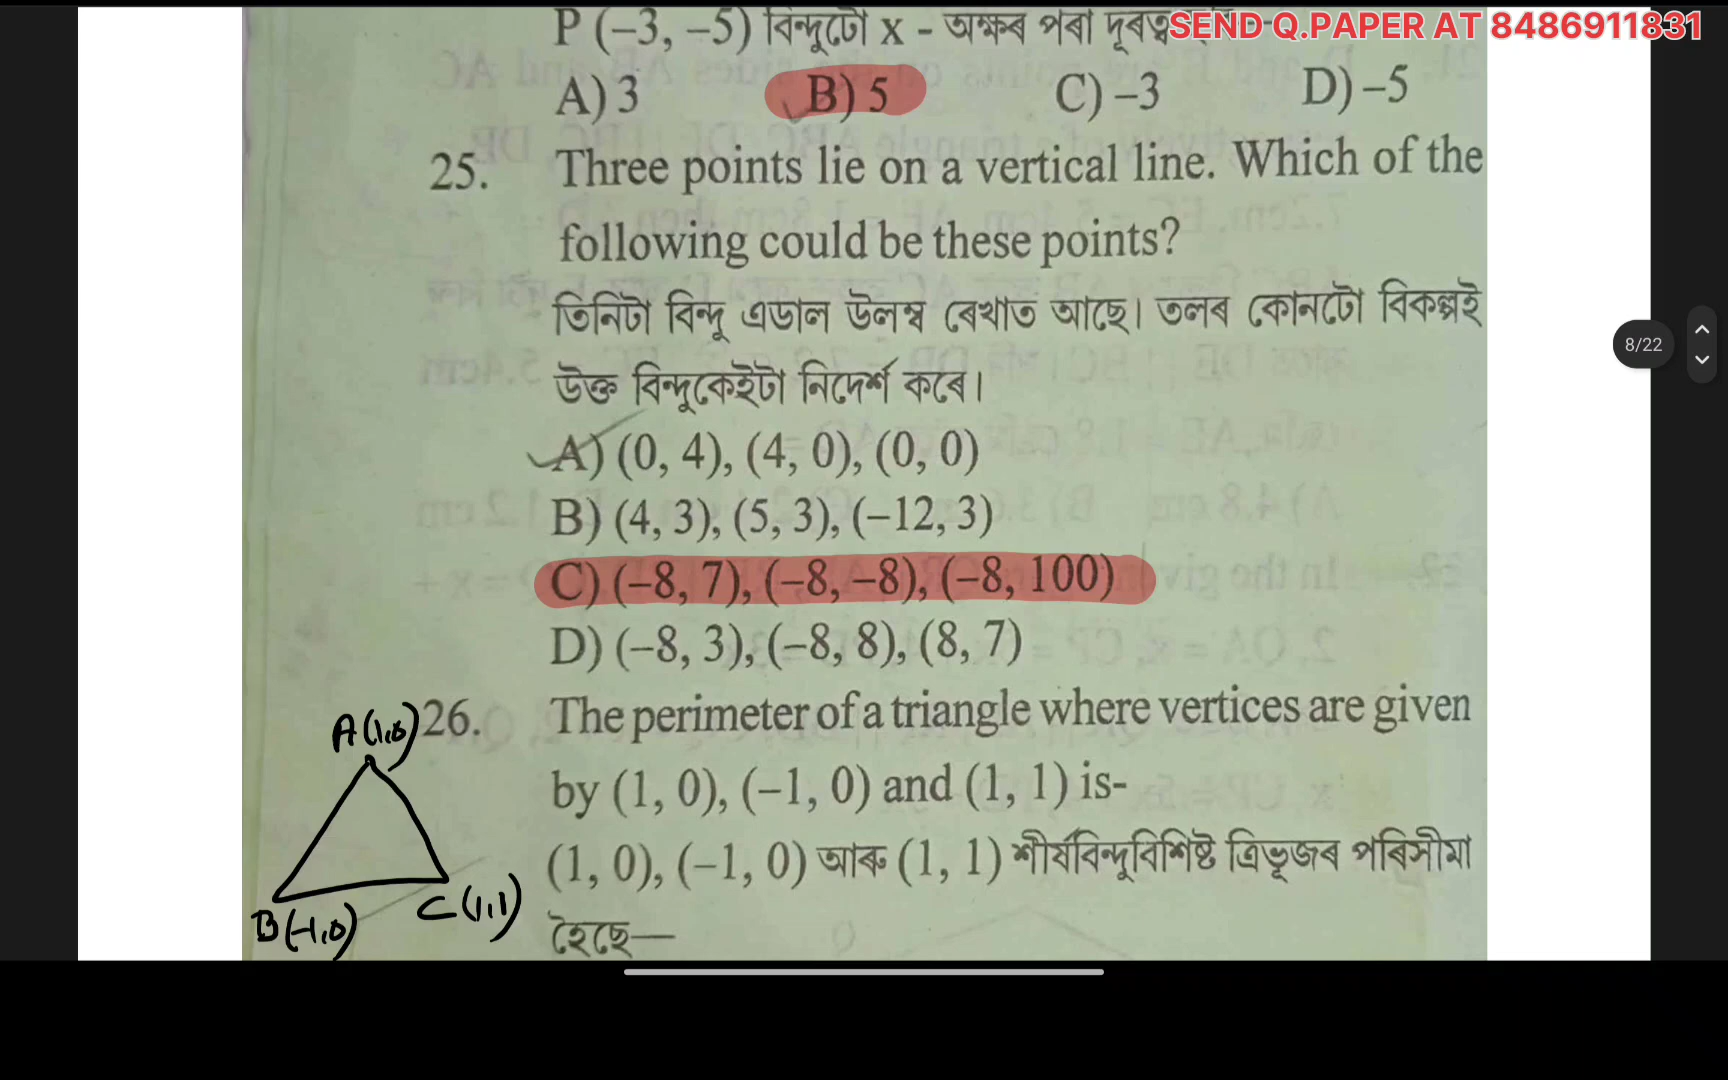 P (–3, –5) বিন্দুটো x - অক্ষৰ পৰা দূৰত্ব
SEND Q.PAPER AT 8486911831
A) 3 B) 5 C) –3 D) –5
25. Three points lie on a vertical line. Which of the
following could be these points?
তিনিটা বিন্দু এডাল উলম্ব ৰেখাত আছে। তলৰ কোনটো বিকল্পই
উক্ত বিন্দুকেইটা নিদের্শ কৰে।
A) (0, 4), (4, 0), (0, 0)
B) (4, 3), (5, 3), (–12, 3)
C) (–8, 7), (–8, –8), (–8, 100)
D) (–8, 3), (–8, 8), (8, 7)
26. The perimeter of a triangle where vertices are given
by (1, 0), (–1, 0) and (1, 1) is-
(1, 0), (–1, 0) আৰু (1, 1) শীৰ্ষবিন্দুবিশিষ্ট ত্ৰিভূজৰ পৰিসীমা
হৈছে—
A(1,0)
B(-1,0)
C(1,1)
8/22